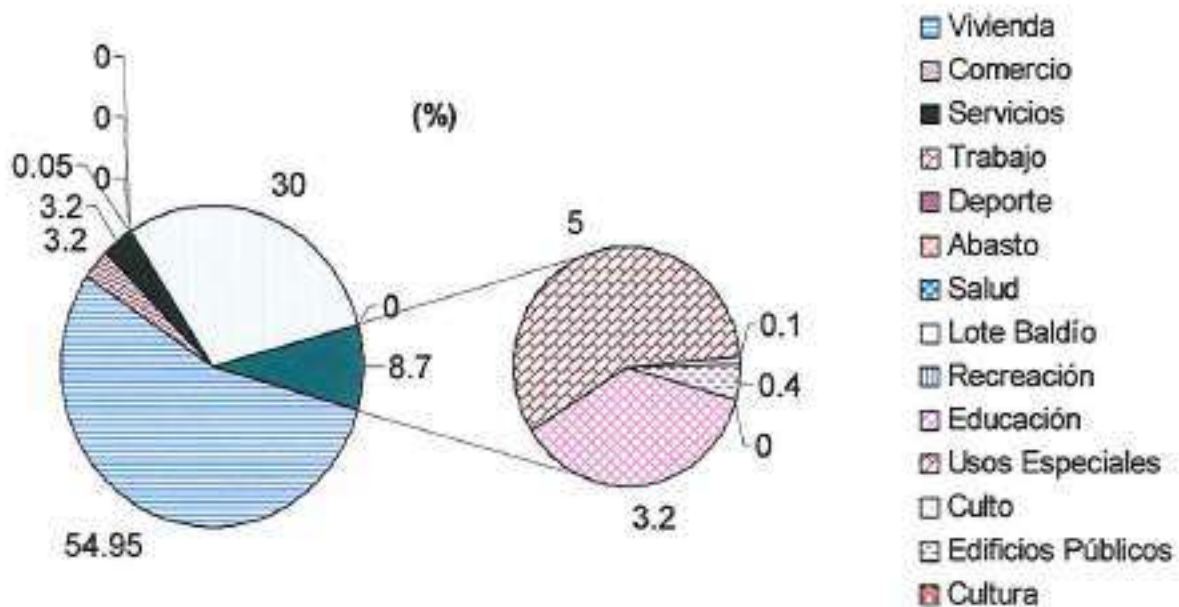 (%)
0
0
0
0.05
3.2
3.2
30
0
8.7
54.95
5
0.1
0.4
0
3.2
Vivienda
Comercio
Servicios
Trabajo
Deporte
Abasto
Salud
Lote Baldío
Recreación
Educación
Usos Especiales
Culto
Edificios Públicos
Cultura